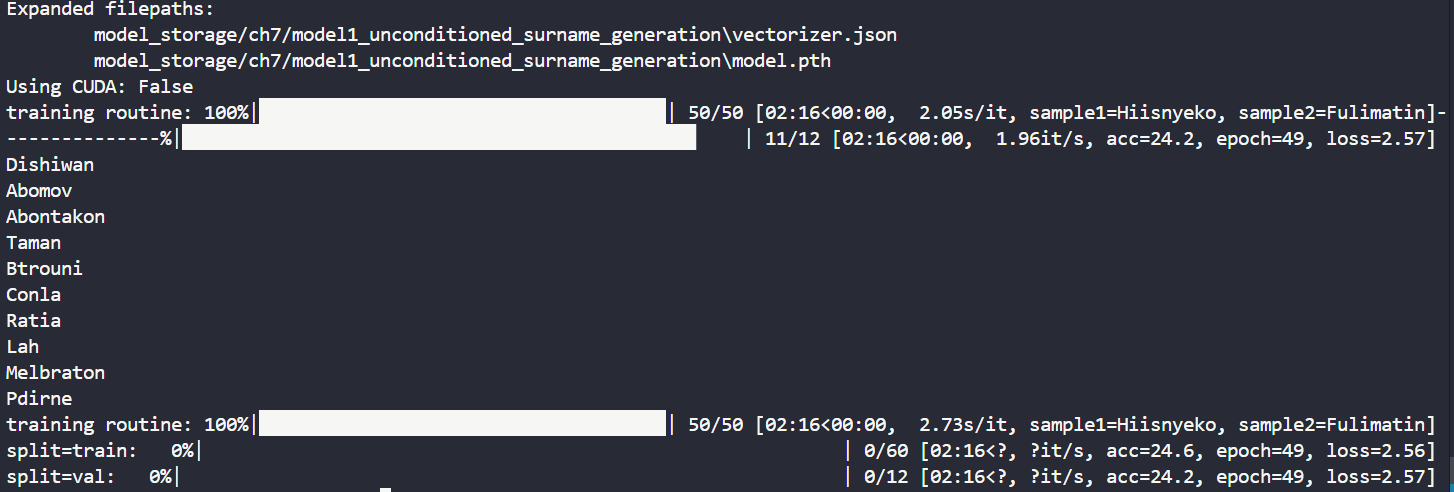 Expanded filepaths:
model_storage/ch7/model1_unconditioned_surname_generation\vectorizer.json
model_storage/ch7/model1_unconditioned_surname_generation\model.pth
Using CUDA: False
training routine: 100%| | 50/50 [02:16<00:00, 2.05s/it, sample1=Hiisnyeko, sample2=Fulimatin]-
--------------%| | 11/12 [02:16<00:00, 1.96it/s, acc=24.2, epoch=49, loss=2.57]
Dishiwan
Abomov
Abontakon
Taman
Btrouni
Conla
Ratia
Lah
Melbraton
Pdirne
training routine: 100%| | 50/50 [02:16<00:00, 2.73s/it, sample1=Hiisnyeko, sample2=Fulimatin]
split=train: 0%| | 0/60 [02:16<?, ?it/s, acc=24.6, epoch=49, loss=2.56]
split=val: 0%| | 0/12 [02:16<?, ?it/s, acc=24.2, epoch=49, loss=2.57]